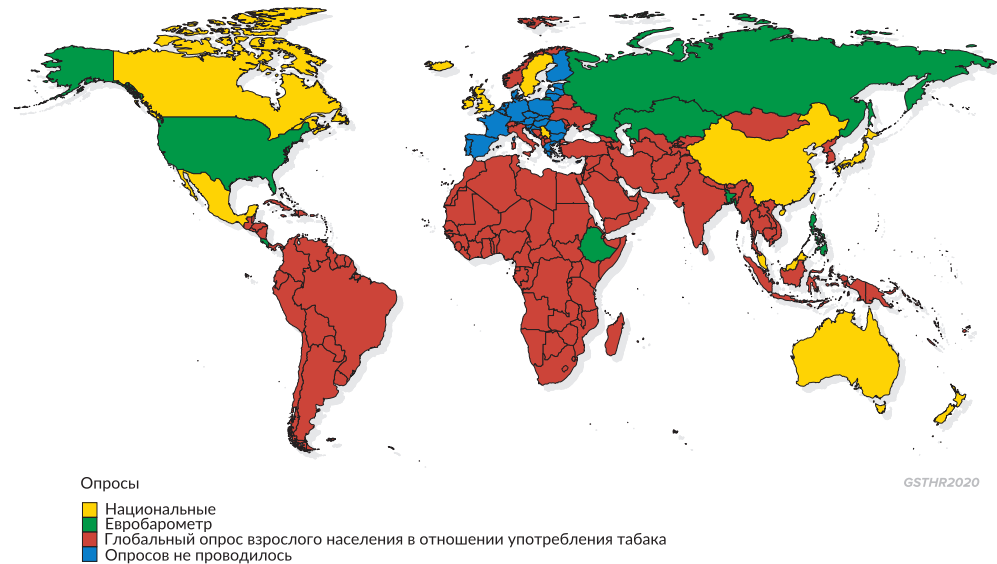 Опросы
GSTHR2020
Национальные
Евробарометр
Глобальный опрос взрослого населения в отношении употребления табака
Опросов не проводилось